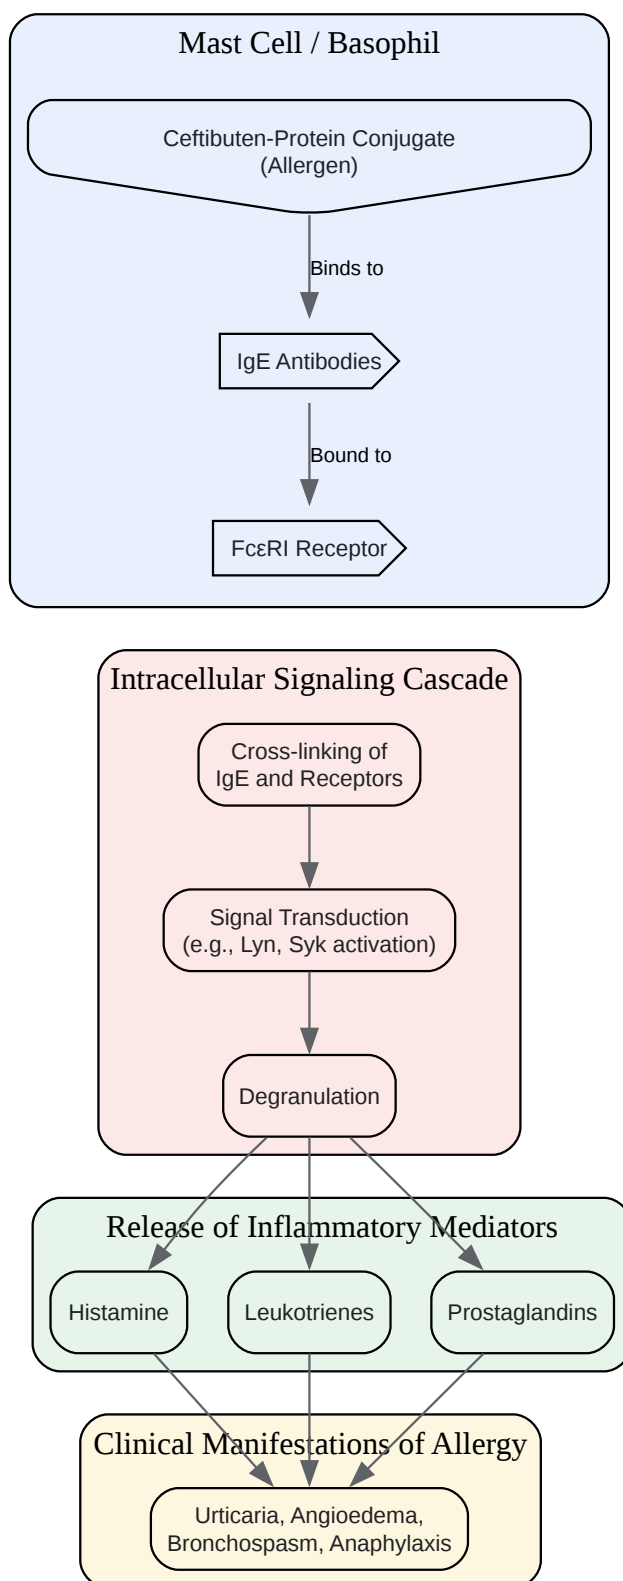 Mast Cell / Basophil
Ceftibuten-Protein Conjugate
(Allergen)
Binds to
IgE Antibodies
Bound to
FcεRI Receptor
Intracellular Signaling Cascade
Cross-linking of
IgE and Receptors
Signal Transduction
(e.g., Lyn, Syk activation)
Degranulation
Release of Inflammatory Mediators
Histamine
Leukotrienes
Prostaglandins
Clinical Manifestations of Allergy
Urticaria, Angioedema,
Bronchospasm, Anaphylaxis